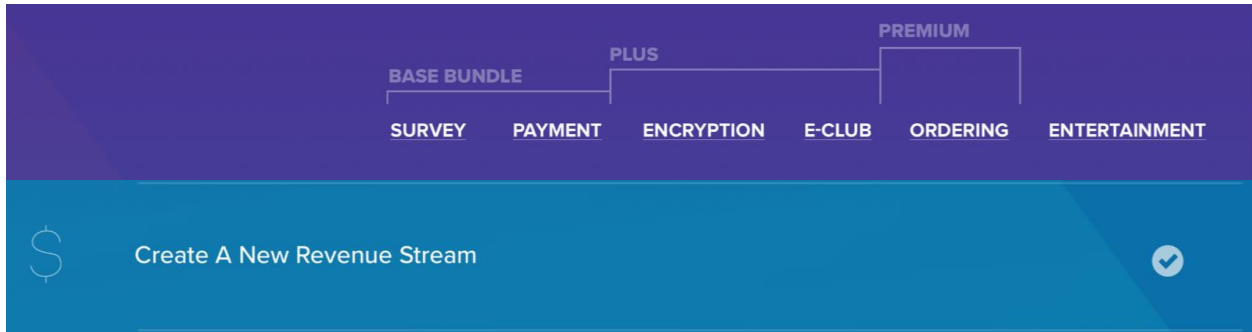 PREMIUM
PLUS
BASE BUNDLE
SURVEY PAYMENT ENCRYPTION E-CLUB ORDERING ENTERTAINMENT
$ Create A New Revenue Stream